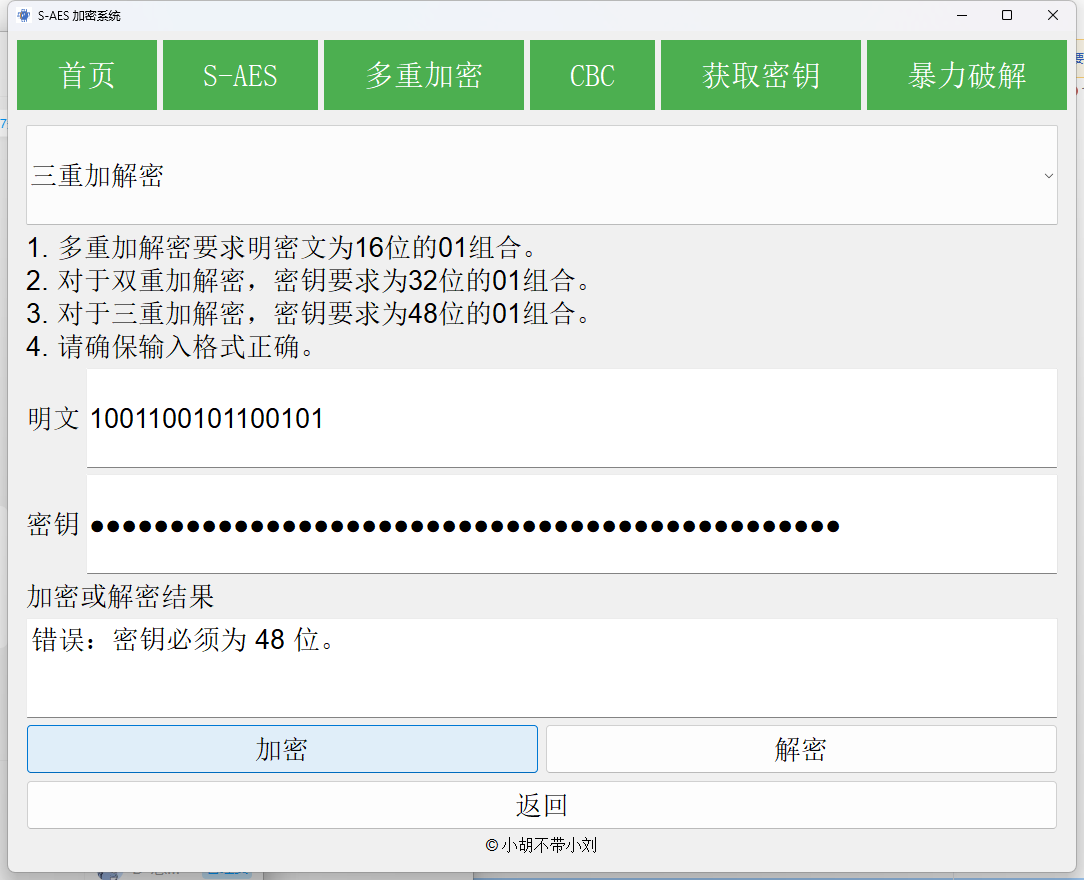 S-AES 加密系统
首页 S-AES 多重加密 CBC 获取密钥 暴力破解
三重加解密
1. 多重加解密要求明密文为16位的01组合。
2. 对于双重加解密，密钥要求为32位的01组合。
3. 对于三重加解密，密钥要求为48位的01组合。
4. 请确保输入格式正确。
明文 1001100101100101
密钥 ●●●●●●●●●●●●●●●●●●●●●●●●●●●●●●●●●●●●●●●●●●●●●●●
加密或解密结果
错误：密钥必须为 48 位。
加密 解密
返回
© 小胡不带小刘